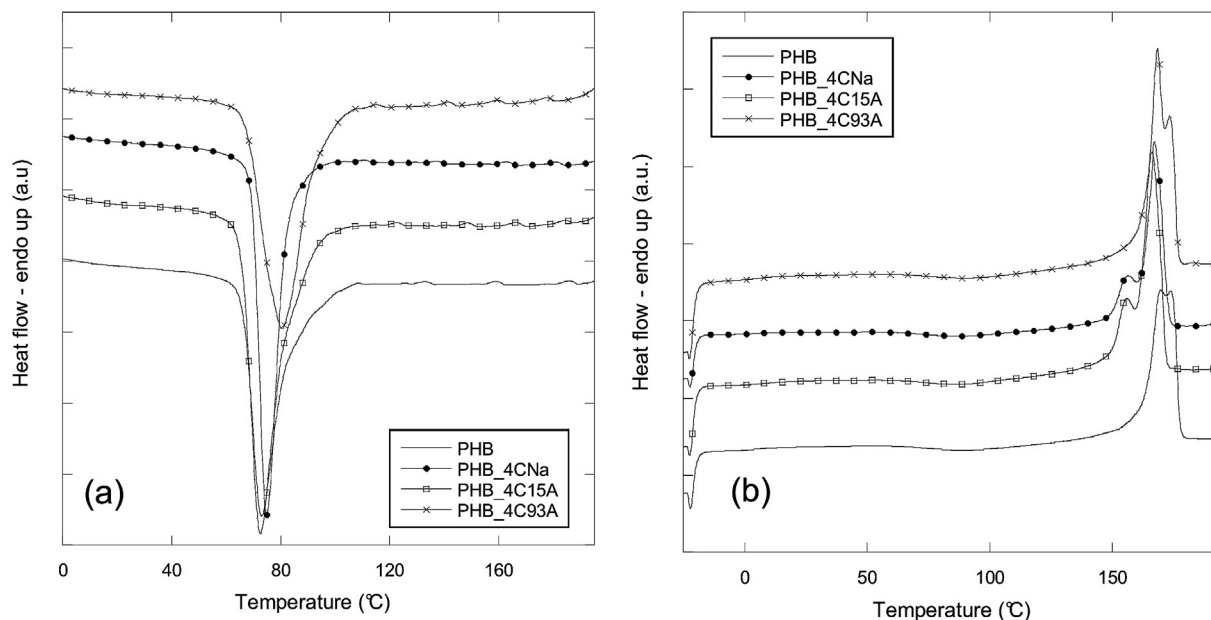 Heat flow - endo up (a.u.)
(a)
PHB
PHB_4CNa
PHB_4C15A
PHB_4C93A
0
40
80
120
160
Temperature (°C)
Heat flow - endo up (a.u.)
PHB
PHB_4CNa
PHB_4C15A
PHB_4C93A
(b)
0
50
100
150
Temperature (°C)